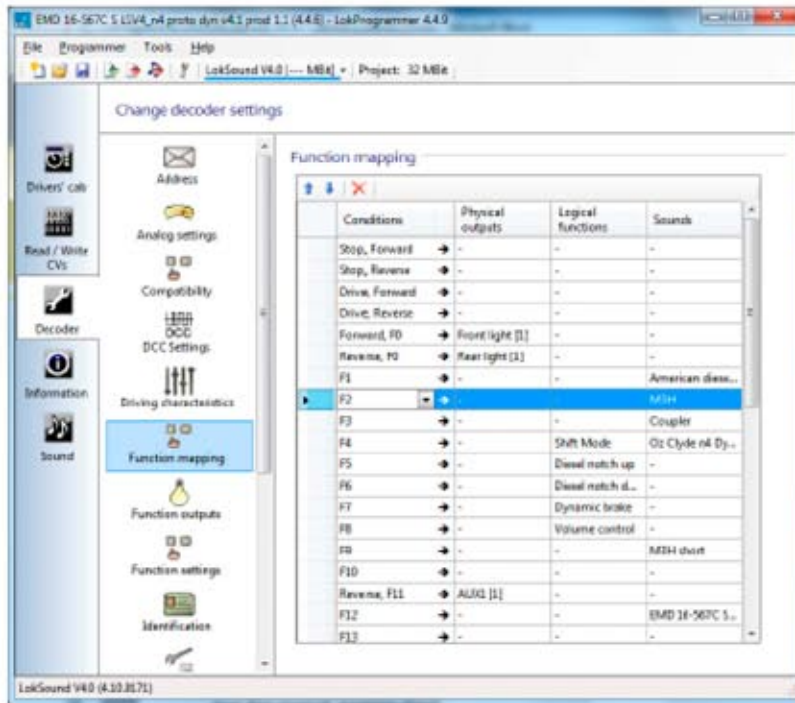 EMD 16-567C S LSV4_n4 proto dyn v4.1 prod 1.1 (4.4.6) - LokProgrammer 4.4.9
File Programmer Tools Help
LokSound V4.0 [--- MBit] Project: 32 MBit
Change decoder settings
Drivers' cab
Read / Write CVs
Decoder
Information
Sound
Address
Analog settings
Compatibility
DCC
DCC Settings
Driving characteristics
Function mapping
Function outputs
Function settings
Identification
Function mapping
Conditions Physical outputs Logical functions Sounds
Stop, Forward - - -
Stop, Reverse - - -
Drive, Forward - - -
Drive, Reverse - - -
Forward, F0 Front light [1] - -
Reverse, F0 Rear light [1] - -
F1 - - American diese...
F2 - - M3H
F3 - - Coupler
F4 - Shift Mode Oz Clyde n4 Dy...
F5 - Diesel notch up -
F6 - Diesel notch d... -
F7 - Dynamic brake -
F8 - Volume control -
F9 - - M3H short
F10 - - -
Reverse, F11 AUX1 [1] - -
F12 - - EMD 16-567C S...
F13 - - -
LokSound V4.0 (4.10.8171)